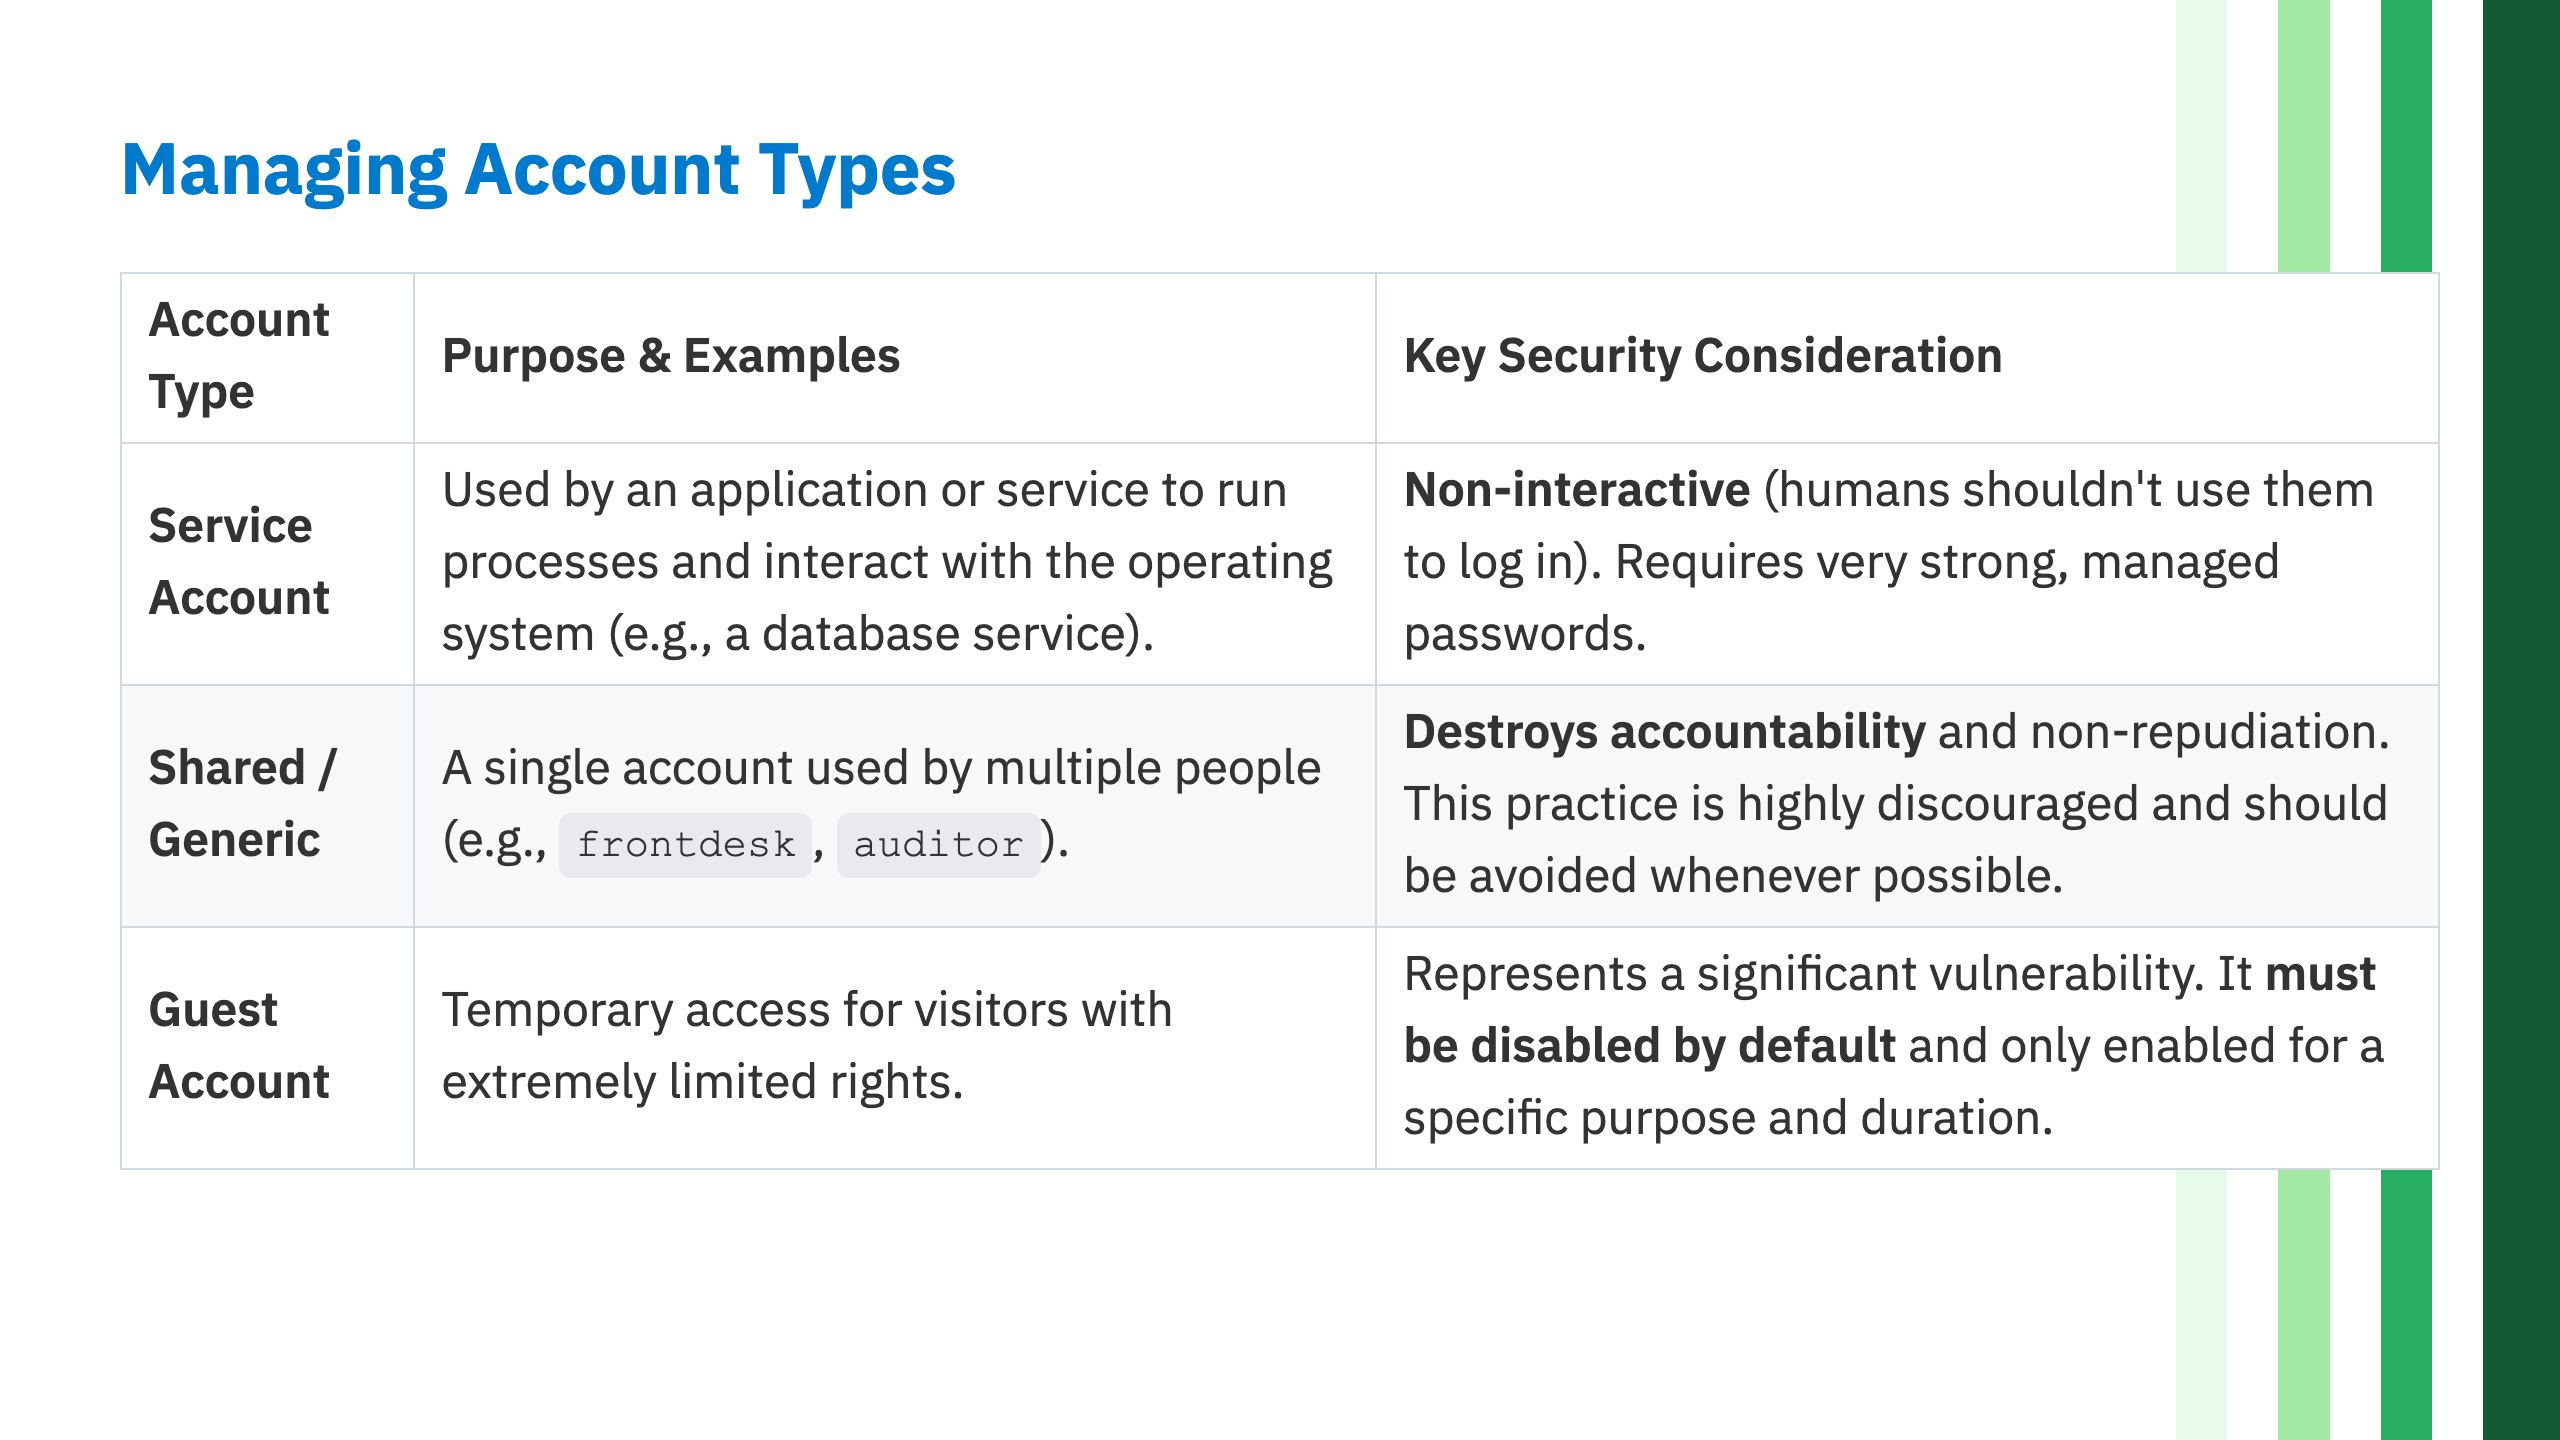 Managing Account Types
Account
Type
Purpose & Examples
Key Security Consideration
Service
Account
Used by an application or service to run
processes and interact with the operating
system (e.g., a database service).
Non-interactive (humans shouldn't use them
to log in). Requires very strong, managed
passwords.
Shared /
Generic
A single account used by multiple people
(e.g., frontdesk, auditor).
Destroys accountability and non-repudiation.
This practice is highly discouraged and should
be avoided whenever possible.
Guest
Account
Temporary access for visitors with
extremely limited rights.
Represents a significant vulnerability. It must
be disabled by default and only enabled for a
specific purpose and duration.